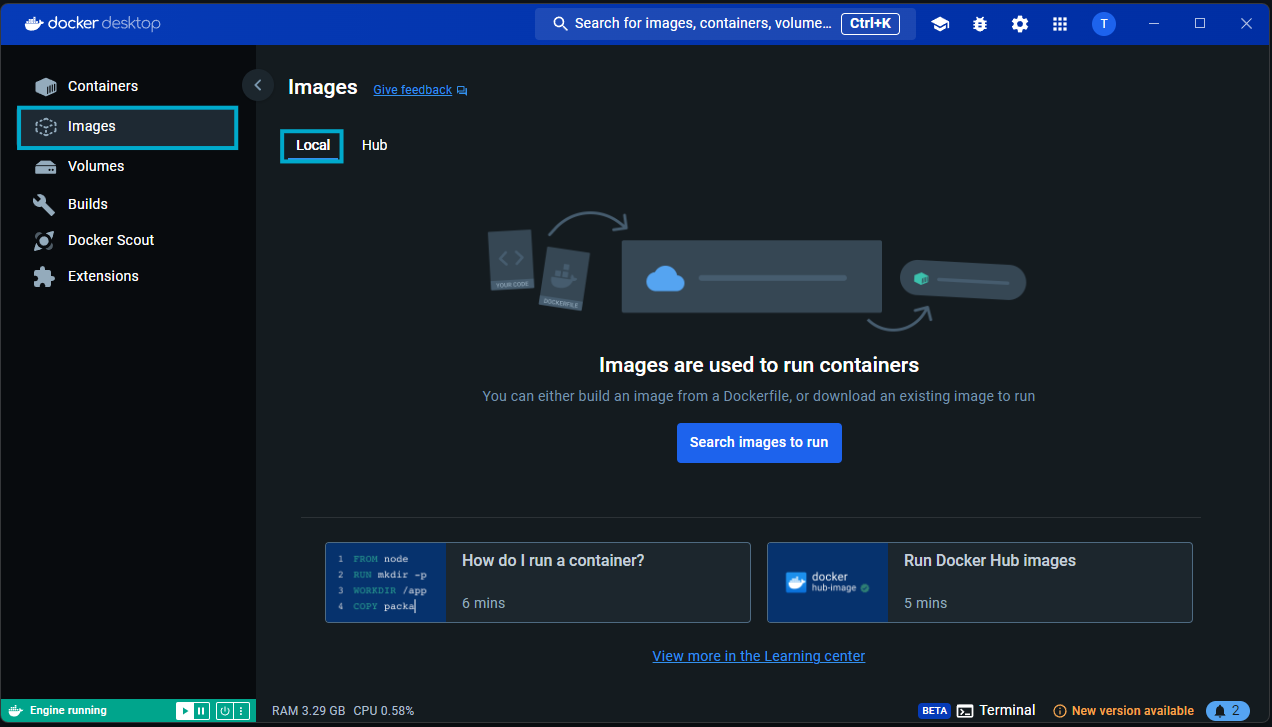 docker desktop
Search for images, containers, volume... Ctrl+K
T
Containers
Images
Volumes
Builds
Docker Scout
Extensions
Images Give feedback
Local Hub
YOUR CODE
DOCKERFILE
Images are used to run containers
You can either build an image from a Dockerfile, or download an existing image to run
Search images to run
1 FROM node
2 RUN mkdir -p
3 WORKDIR /app
4 COPY packa
How do I run a container?
6 mins
docker
hub-image
Run Docker Hub images
5 mins
View more in the Learning center
Engine running
RAM 3.29 GB CPU 0.58%
BETA Terminal
New version available
2